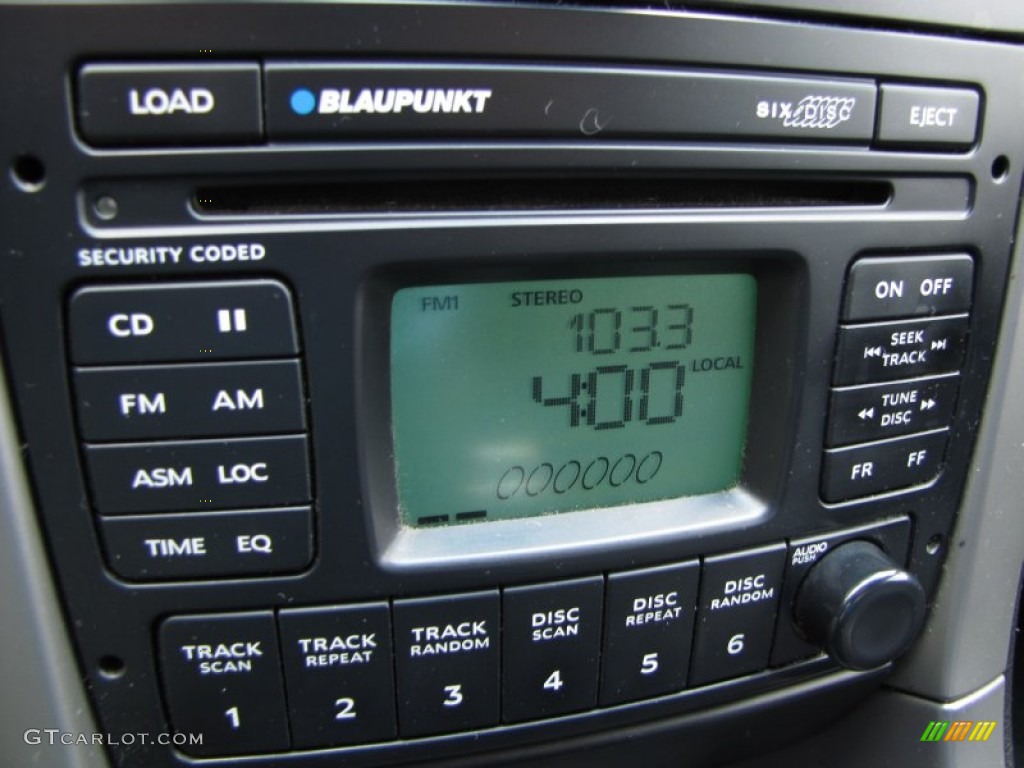 LOAD
BLAUPUNKT
SIX DISC
EJECT
SECURITY CODED
CD
FM AM
ASM LOC
TIME EQ
FM1 STEREO
103.3
4:00 LOCAL
ON OFF
SEEK
TRACK
TUNE
DISC
FR FF
AUDIO
PUSH
TRACK
SCAN
1
TRACK
REPEAT
2
TRACK
RANDOM
3
DISC
SCAN
4
DISC
REPEAT
5
DISC
RANDOM
6
GTCARLOT.COM